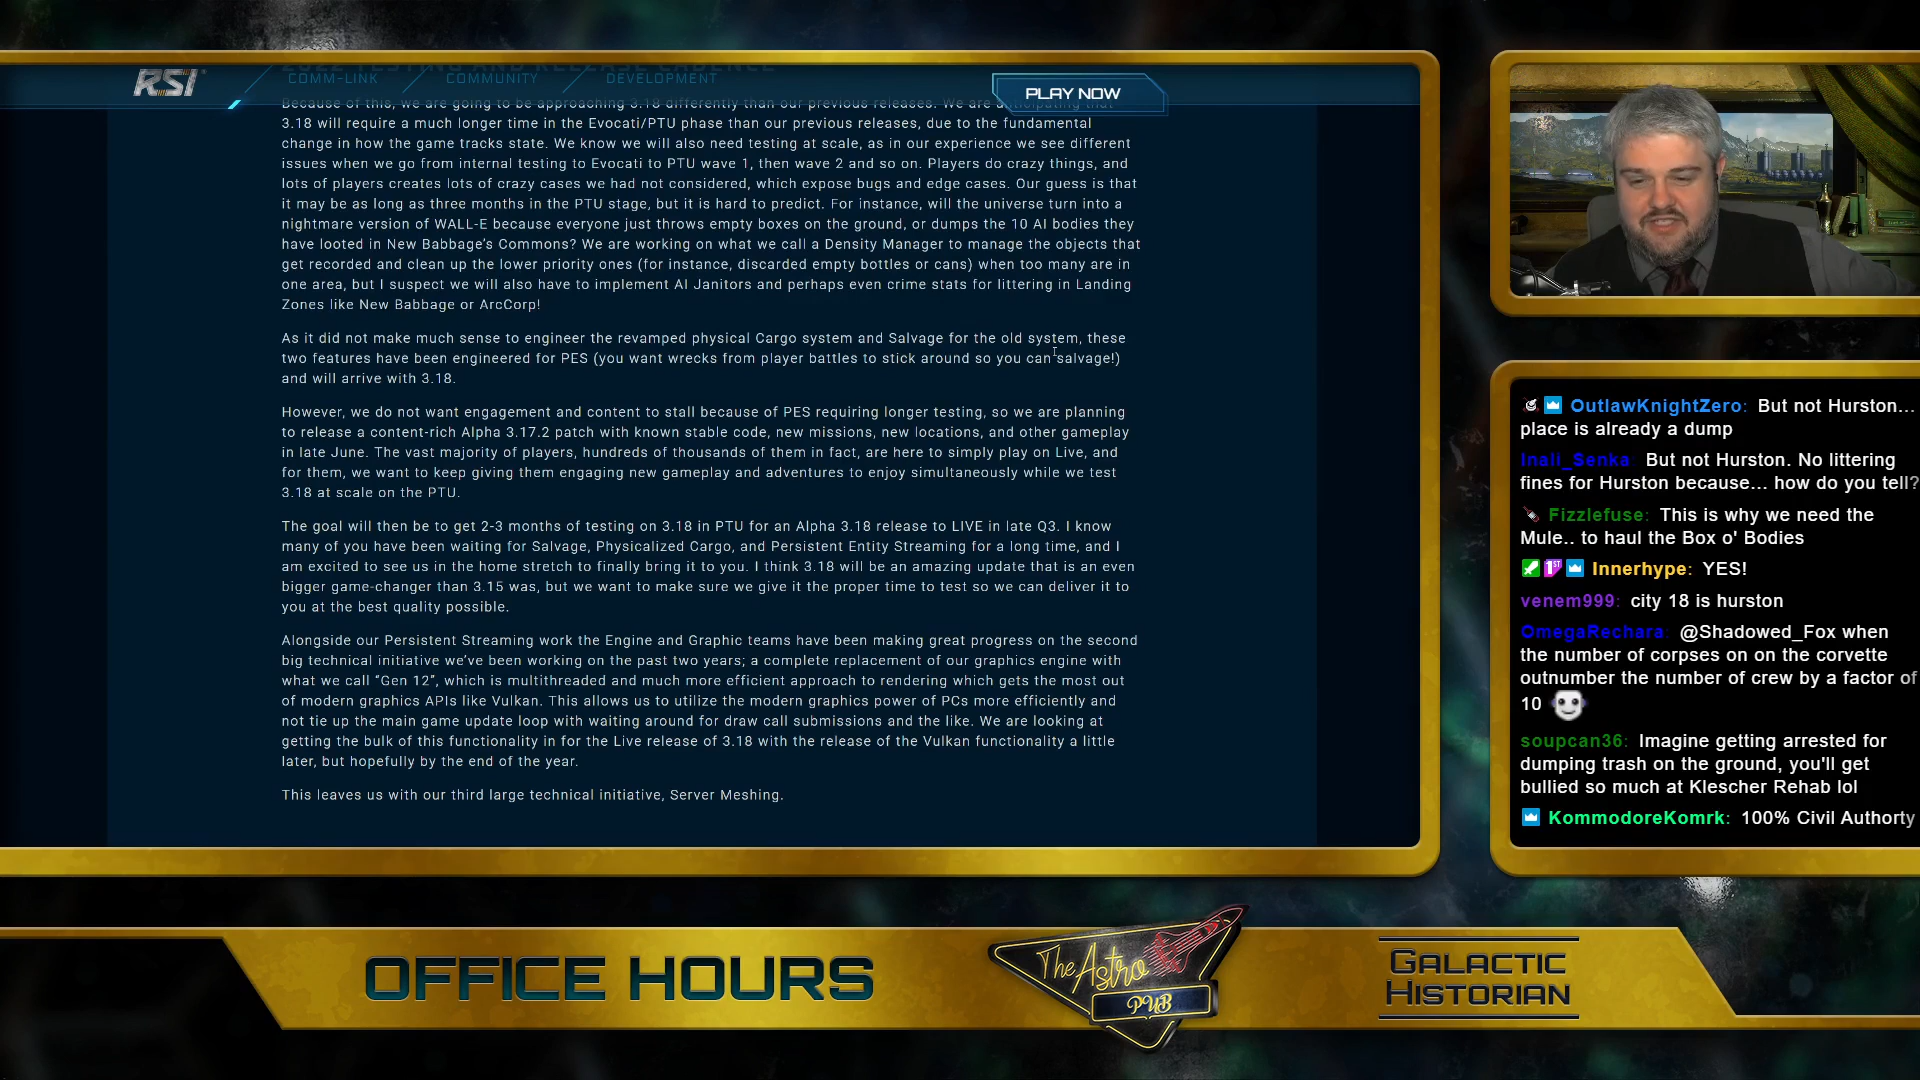 2022 TESTING AND RELEASE CADENCE
RSI
COMM-LINK
COMMUNITY
DEVELOPMENT
PLAY NOW
Because of this, we are going to be approaching 3.18 differently than our previous releases. We are anticipating that
3.18 will require a much longer time in the Evocati/PTU phase than our previous releases, due to the fundamental
change in how the game tracks state. We know we will also need testing at scale, as in our experience we see different
issues when we go from internal testing to Evocati to PTU wave 1, then wave 2 and so on. Players do crazy things, and
lots of players creates lots of crazy cases we had not considered, which expose bugs and edge cases. Our guess is that
it may be as long as three months in the PTU stage, but it is hard to predict. For instance, will the universe turn into a
nightmare version of WALL-E because everyone just throws empty boxes on the ground, or dumps the 10 AI bodies they
have looted in New Babbage's Commons? We are working on what we call a Density Manager to manage the objects that
get recorded and clean up the lower priority ones (for instance, discarded empty bottles or cans) when too many are in
one area, but I suspect we will also have to implement AI Janitors and perhaps even crime stats for littering in Landing
Zones like New Babbage or ArcCorp!
As it did not make much sense to engineer the revamped physical Cargo system and Salvage for the old system, these
two features have been engineered for PES (you want wrecks from player battles to stick around so you can salvage!)
and will arrive with 3.18.
However, we do not want engagement and content to stall because of PES requiring longer testing, so we are planning
to release a content-rich Alpha 3.17.2 patch with known stable code, new missions, new locations, and other gameplay
in late June. The vast majority of players, hundreds of thousands of them in fact, are here to simply play on Live, and
for them, we want to keep giving them engaging new gameplay and adventures to enjoy simultaneously while we test
3.18 at scale on the PTU.
The goal will then be to get 2-3 months of testing on 3.18 in PTU for an Alpha 3.18 release to LIVE in late Q3. I know
many of you have been waiting for Salvage, Physicalized Cargo, and Persistent Entity Streaming for a long time, and I
am excited to see us in the home stretch to finally bring it to you. I think 3.18 will be an amazing update that is an even
bigger game-changer than 3.15 was, but we want to make sure we give it the proper time to test so we can deliver it to
you at the best quality possible.
Alongside our Persistent Streaming work the Engine and Graphic teams have been making great progress on the second
big technical initiative we've been working on the past two years; a complete replacement of our graphics engine with
what we call “Gen 12”, which is multithreaded and much more efficient approach to rendering which gets the most out
of modern graphics APIs like Vulkan. This allows us to utilize the modern graphics power of PCs more efficiently and
not tie up the main game update loop with waiting around for draw call submissions and the like. We are looking at
getting the bulk of this functionality in for the Live release of 3.18 with the release of the Vulkan functionality a little
later, but hopefully by the end of the year.
This leaves us with our third large technical initiative, Server Meshing.
OutlawKnightZero: But not Hurston...
place is already a dump
Inali_Senka: But not Hurston. No littering
fines for Hurston because... how do you tell?
Fizzlefuse: This is why we need the
Mule.. to haul the Box o' Bodies
1ST Innerhype: YES!
venem999: city 18 is hurston
OmegaRechara: @Shadowed_Fox when
the number of corpses on on the corvette
outnumber the number of crew by a factor of
10
soupcan36: Imagine getting arrested for
dumping trash on the ground, you'll get
bullied so much at Klescher Rehab lol
KommodoreKomrk: 100% Civil Authorty
OFFICE HOURS
The Astro
PUB
GALACTIC
HISTORIAN